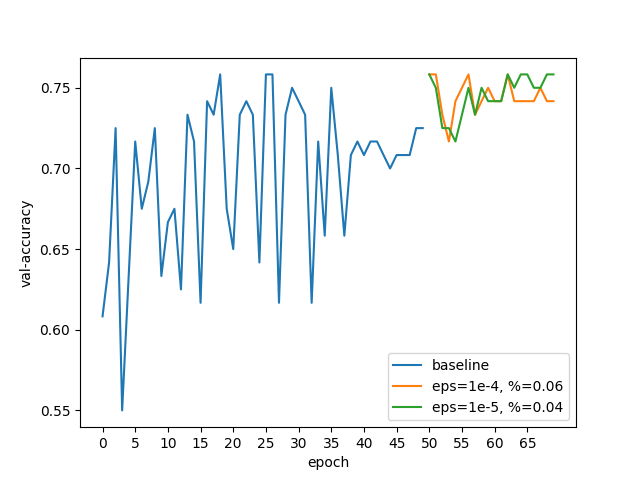 0.75
0.70
0.65
0.60
0.55
val-accuracy
0 5 10 15 20 25 30 35 40 45 50 55 60 65
epoch
baseline
eps=1e-4, %=0.06
eps=1e-5, %=0.04